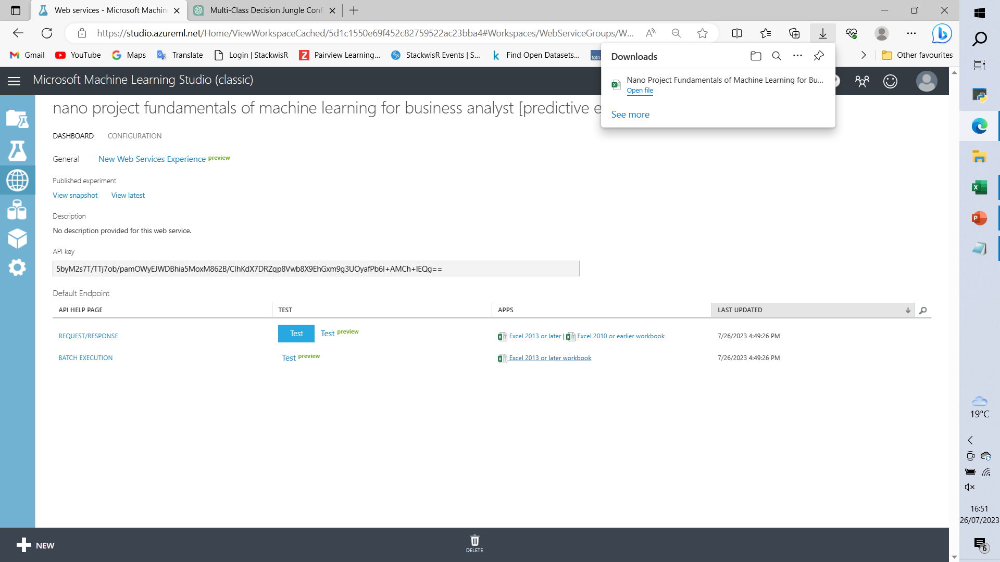 Web services - Microsoft Machin
Multi-Class Decision Jungle Conf
https://studio.azureml.net/Home/ViewWorkspaceCached/5d1c1550e69f452c82759522ac23bba4#Workspaces/WebServiceGroups/W...
Gmail
YouTube
Maps
Translate
Login | StackwisR
Pairview Learning...
StackwisR Events | S...
Find Open Datasets...
totn
Other favourites
Downloads
Nano Project Fundamentals of Machine Learning for Bu...
Open file
See more
Microsoft Machine Learning Studio (classic)
nano project fundamentals of machine learning for business analyst [predictive e
DASHBOARD
CONFIGURATION
General
New Web Services Experience preview
Published experiment
View snapshot
View latest
Description
No description provided for this web service.
API key
5byM2s7T/TTj7ob/pamOWyEJWDBhia5MoxM862B/ClhKdX7DRZqp8Vwb8X9EhGxm9g3UOyafPb6I+AMCh+IEQg==
Default Endpoint
API HELP PAGE
TEST
APPS
LAST UPDATED
REQUEST/RESPONSE
Test
Test preview
Excel 2013 or later | Excel 2010 or earlier workbook
7/26/2023 4:49:26 PM
BATCH EXECUTION
Test preview
Excel 2013 or later workbook
7/26/2023 4:49:26 PM
NEW
DELETE
19°C
16:51
26/07/2023
6